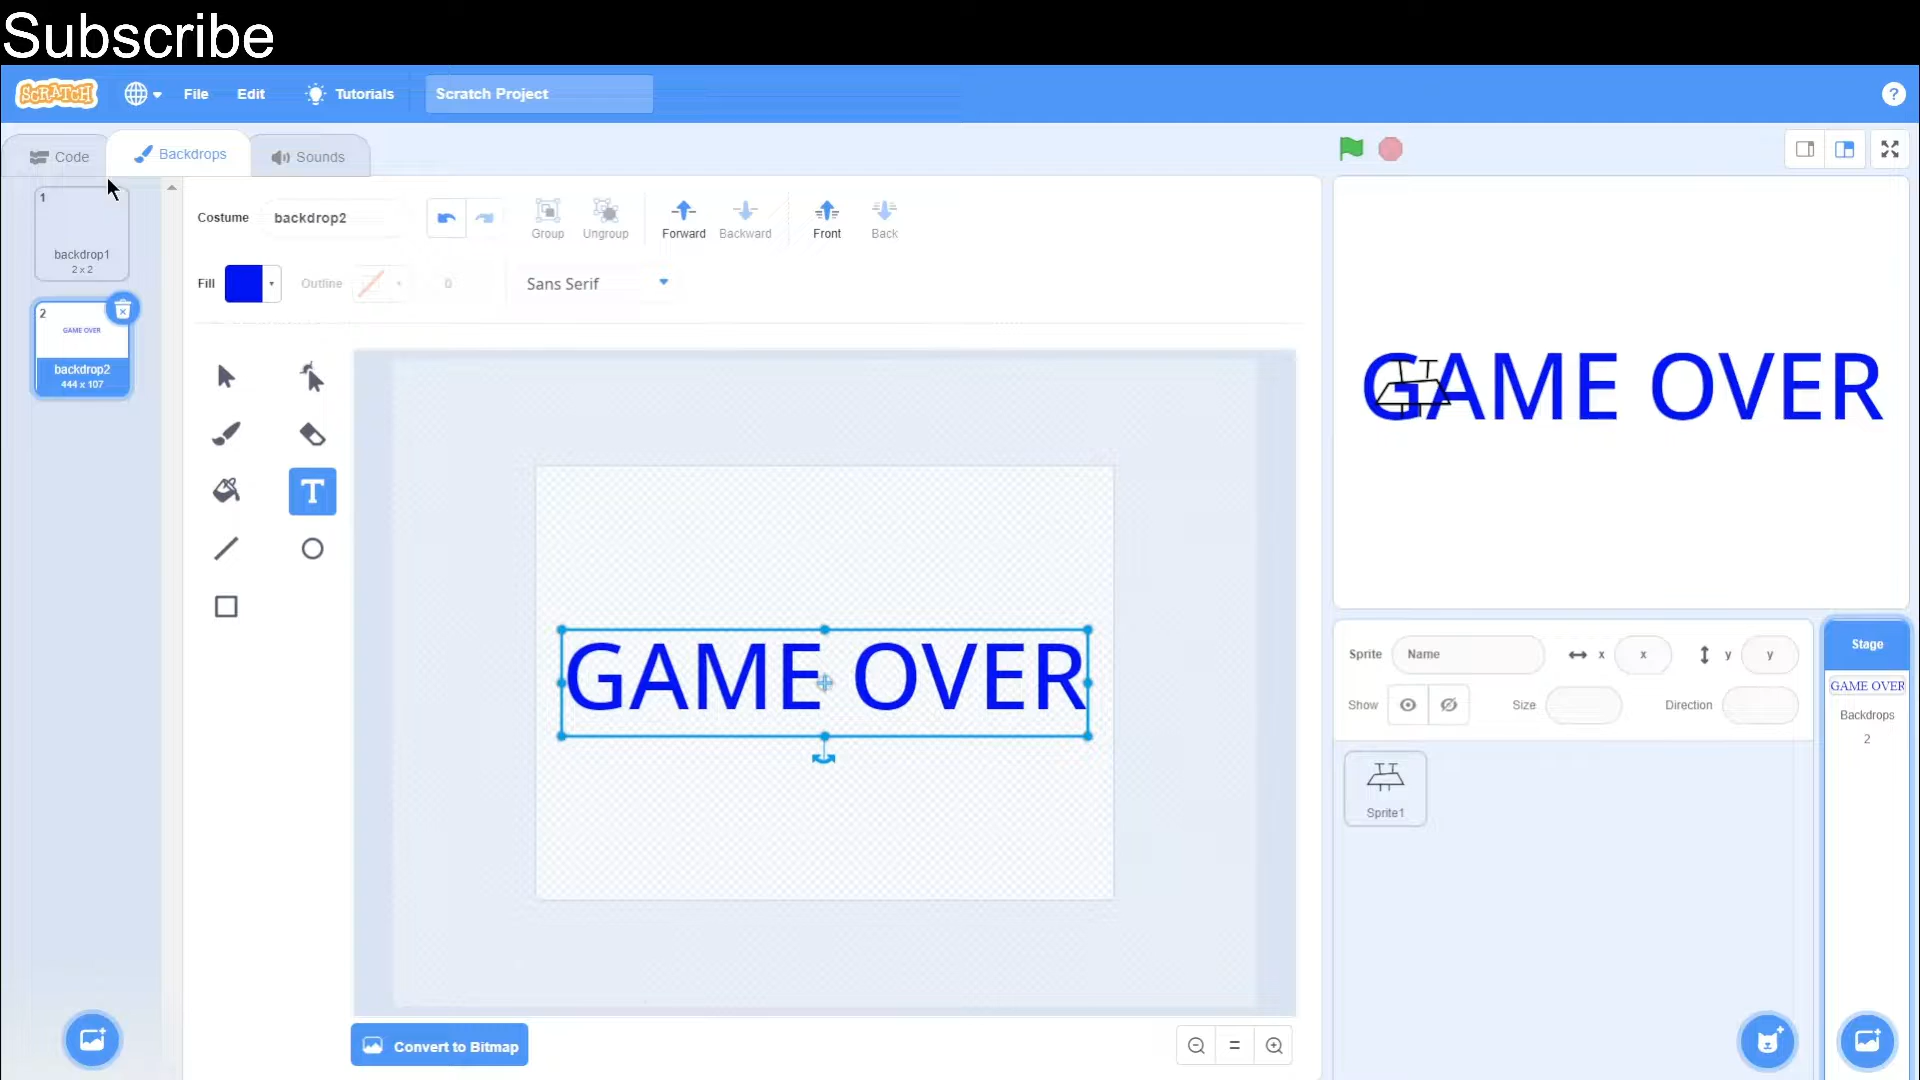 Subscribe
SCRATCH File Edit Tutorials Scratch Project ?
Code Backdrops Sounds
1
backdrop1
2 x 2
2
GAME OVER
backdrop2
444 x 107
Costume backdrop2
Group Ungroup Forward Backward Front Back
Fill Outline 0 Sans Serif
T
GAME OVER
Convert to Bitmap
=
GAME OVER
Sprite Name x x y y
Show Size Direction
Sprite1
Stage
GAME OVER
Backdrops
2